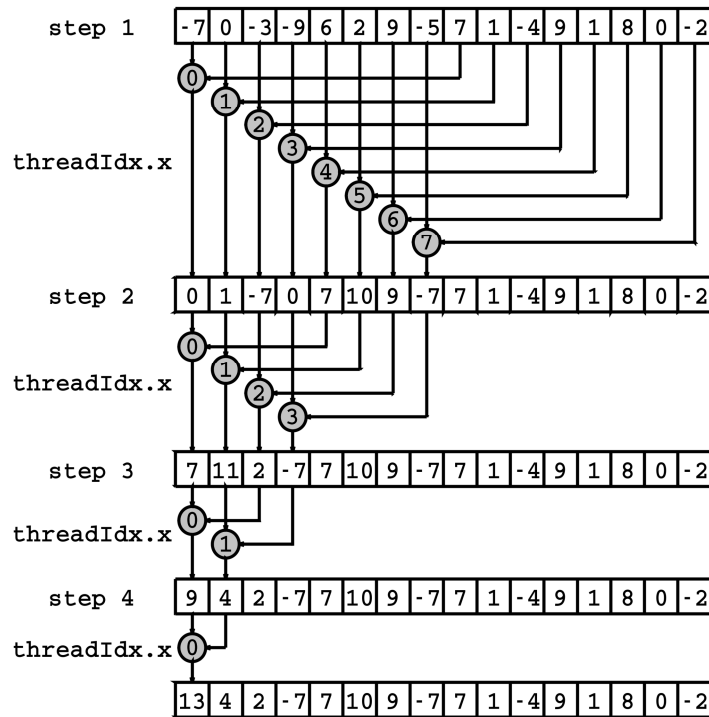 step 1 -7 0 -3 -9 6 2 9 -5 7 1 -4 9 1 8 0 -2
0
1
2
3
threadIdx.x
4
5
6
7
step 2 0 1 -7 0 7 10 9 -7 7 1 -4 9 1 8 0 -2
0
1
threadIdx.x
2
3
step 3 7 11 2 -7 7 10 9 -7 7 1 -4 9 1 8 0 -2
0
threadIdx.x
1
step 4 9 4 2 -7 7 10 9 -7 7 1 -4 9 1 8 0 -2
threadIdx.x 0
13 4 2 -7 7 10 9 -7 7 1 -4 9 1 8 0 -2